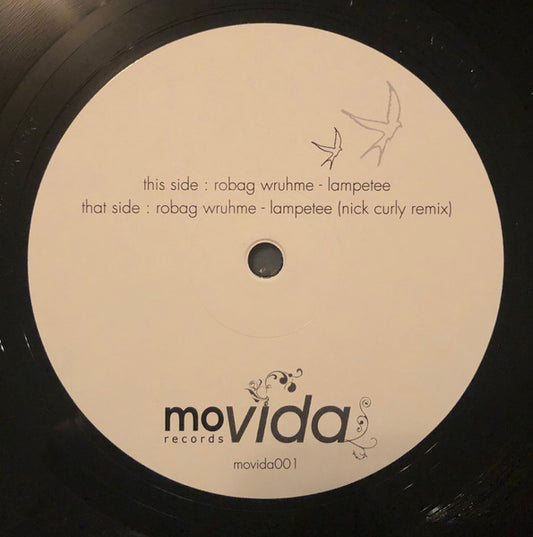 this side : robag wruhme - lampetee
that side : robag wruhme - lampetee (nick curly remix)
movida
records
movida001